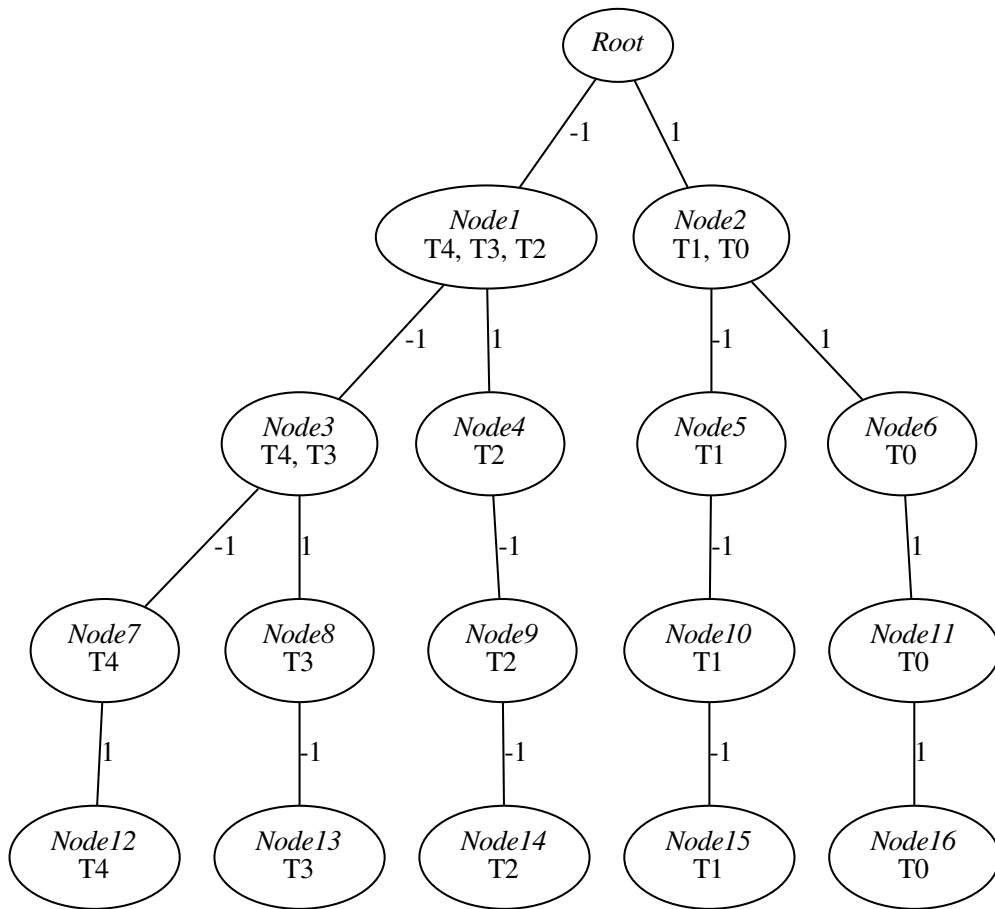 Root
-1
1
Node1
T4, T3, T2
Node2
T1, T0
-1
1
-1
1
Node3
T4, T3
Node4
T2
Node5
T1
Node6
T0
-1
1
-1
-1
1
Node7
T4
Node8
T3
Node9
T2
Node10
T1
Node11
T0
1
-1
-1
-1
1
Node12
T4
Node13
T3
Node14
T2
Node15
T1
Node16
T0